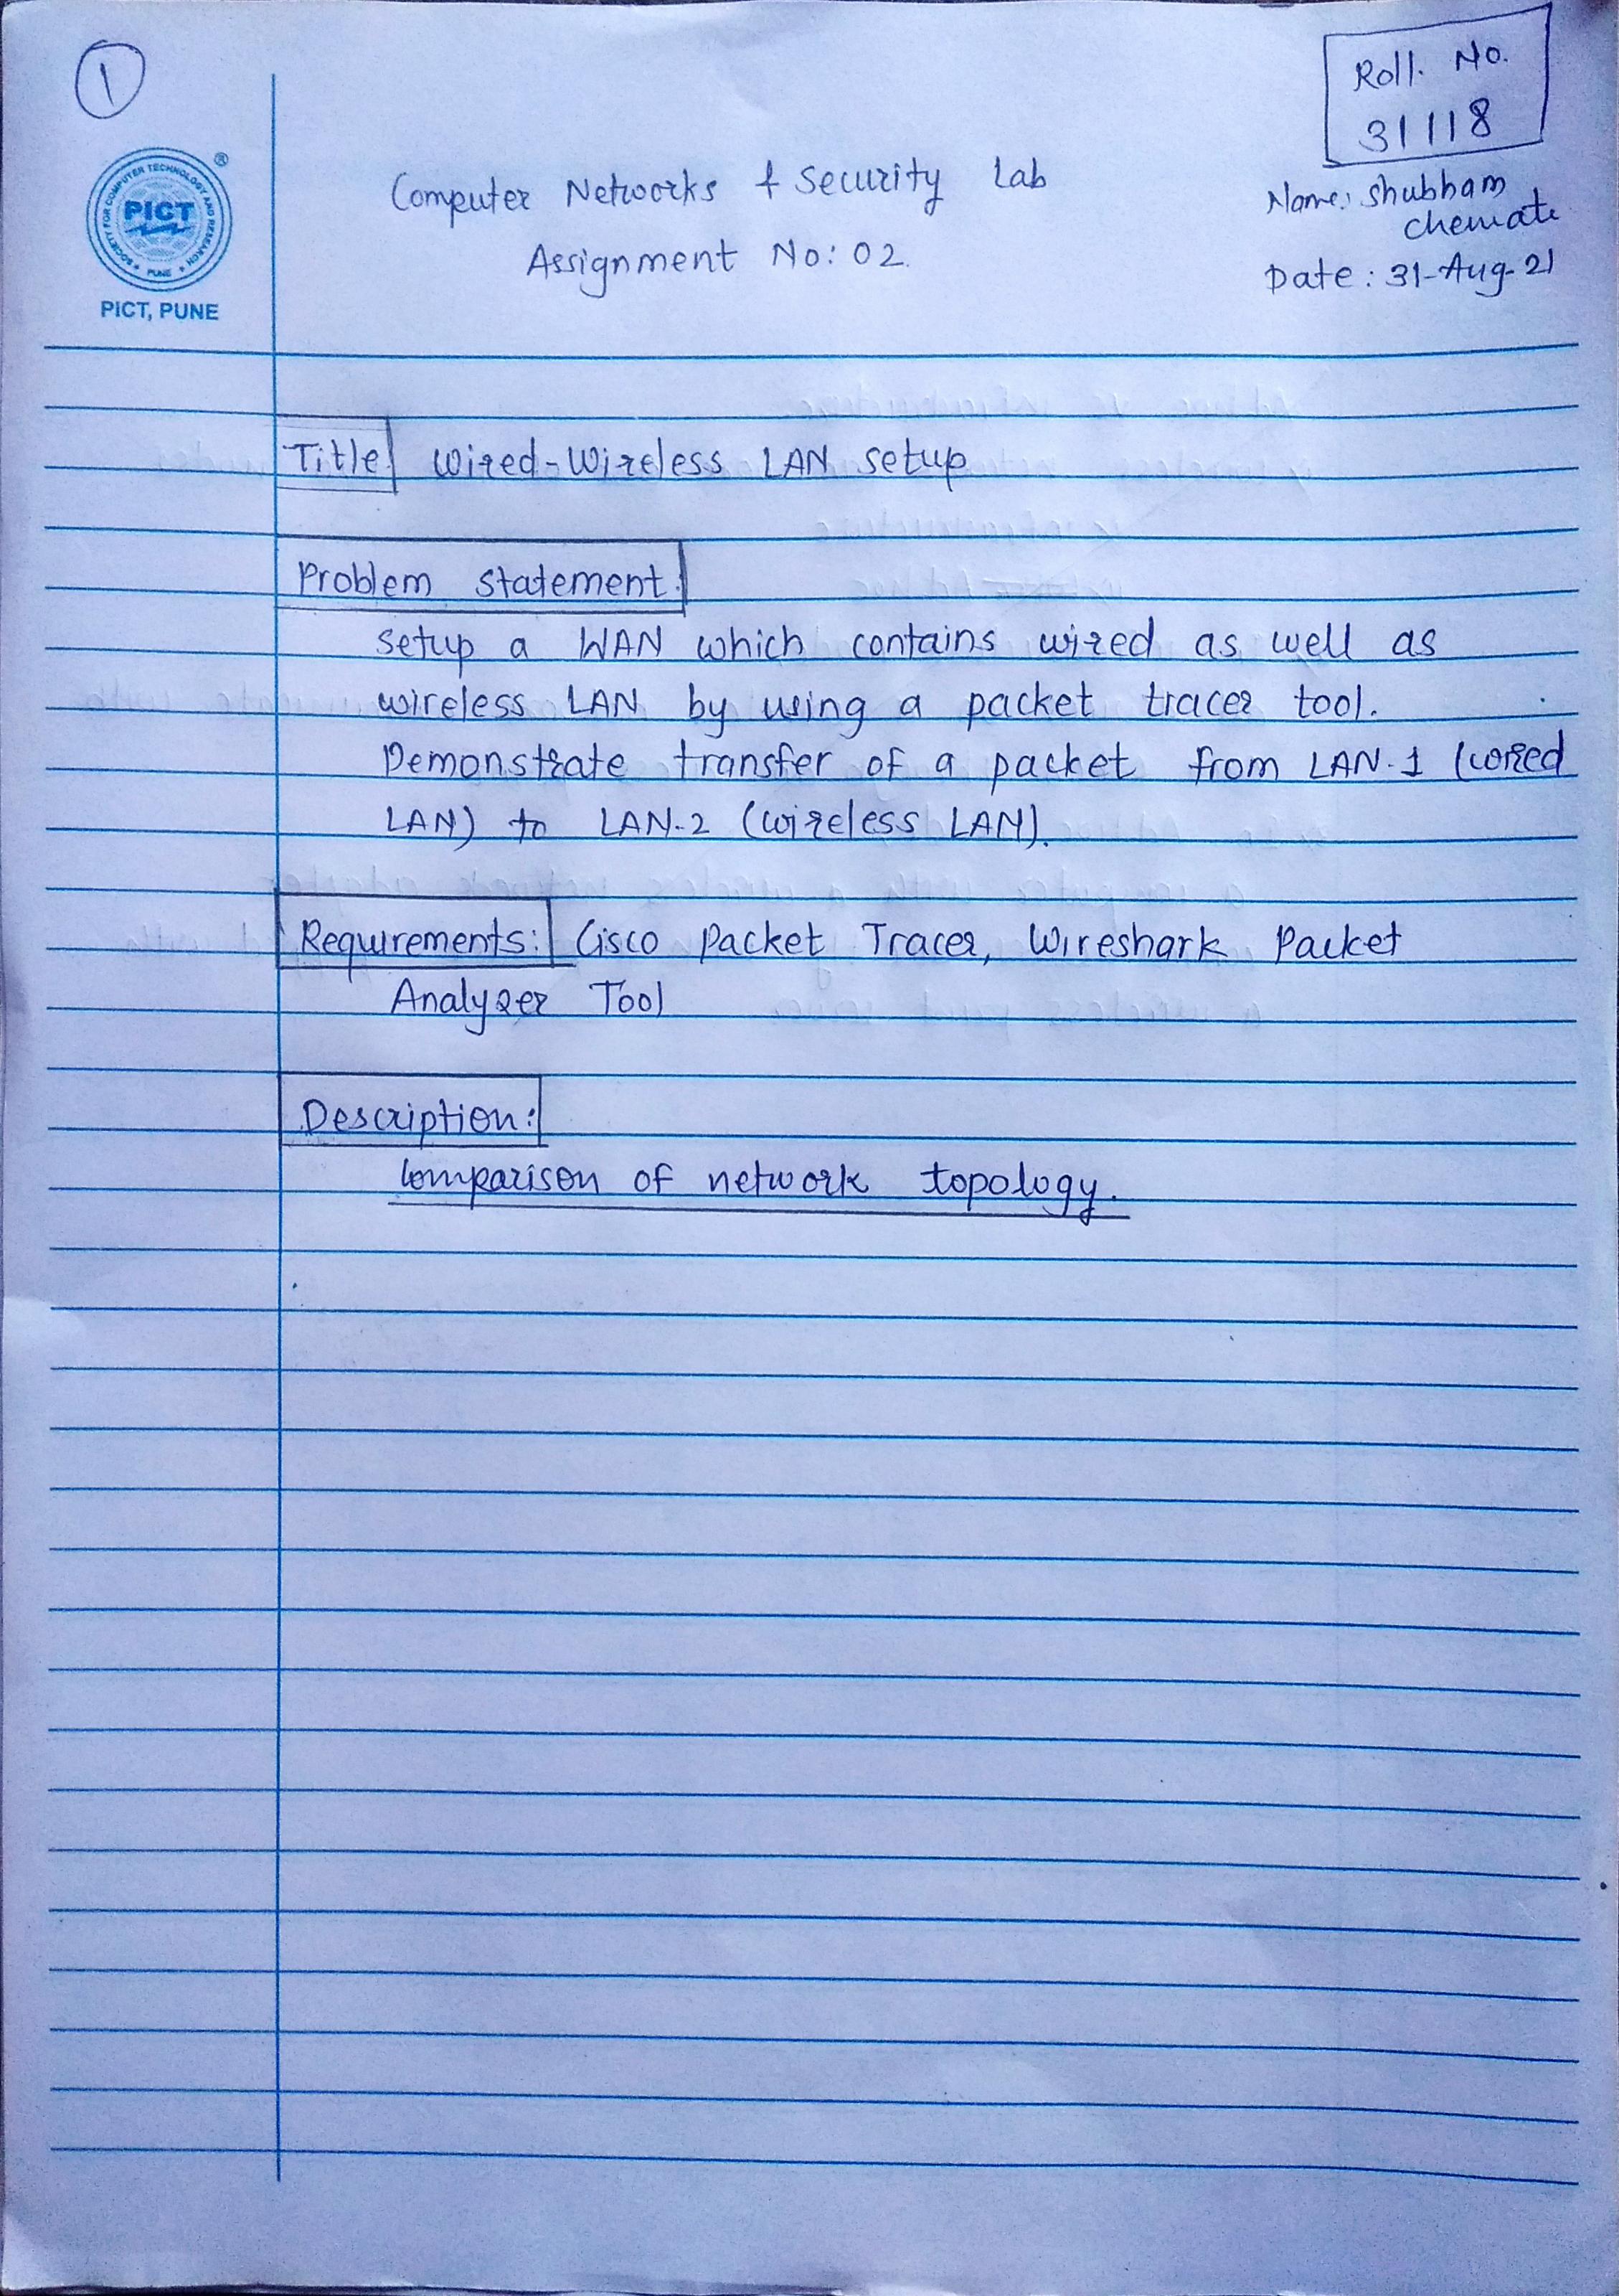 1
Roll. No.
31118
SOCIETY FOR COMPUTER TECHNOLOGY AND RESEARCH
PICT
PUNE
®
PICT, PUNE
Computer Networks & Security Lab
Assignment No: 02.
Name: Shubham
Chemate
Date: 31-Aug-21
Title Wired-Wireless LAN setup
Problem statement.
Setup a WAN which contains wired as well as
wireless LAN by using a packet tracer tool.
Demonstrate transfer of a packet from LAN-1 (wired
LAN) to LAN-2 (wireless LAN).
Requirements: Cisco Packet Tracer, Wireshark Packet
Analyzer Tool
Description:
Comparison of network topology.